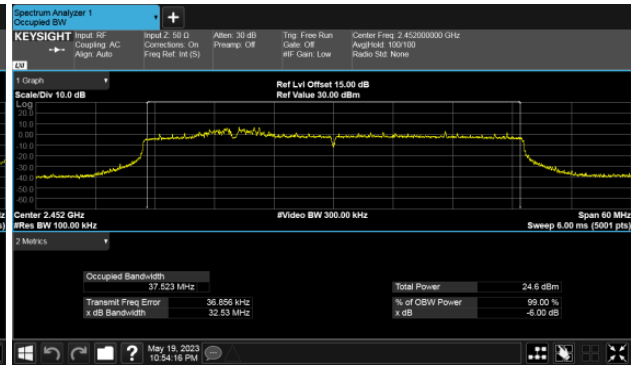 Spectrum Analyzer 1
Occupied BW
+
KEYSIGHT Input: RF Input Z: 50 Ω Atten: 30 dB Trig: Free Run Center Freq: 2.452000000 GHz
Coupling: AC Corrections: On Preamp: Off Gate: Off Avg|Hold: 100/100
Align: Auto Freq Ref: Int (S) #IF Gain: Low Radio Std: None
LXI
1 Graph
Ref Lvl Offset 15.00 dB
Scale/Div 10.0 dB Ref Value 30.00 dBm
Log
20.0
10.0
0.00
-10.0
-20.0
-30.0
-40.0
-50.0
-60.0
Hz Center 2.452 GHz #Video BW 300.00 kHz Span 60 MHz
s) #Res BW 100.00 kHz Sweep 6.00 ms (5001 pts)
2 Metrics
Occupied Bandwidth
37.523 MHz Total Power 24.6 dBm
Transmit Freq Error 36.856 kHz % of OBW Power 99.00 %
x dB Bandwidth 32.53 MHz x dB -6.00 dB
? May 19, 2023
10:54:16 PM